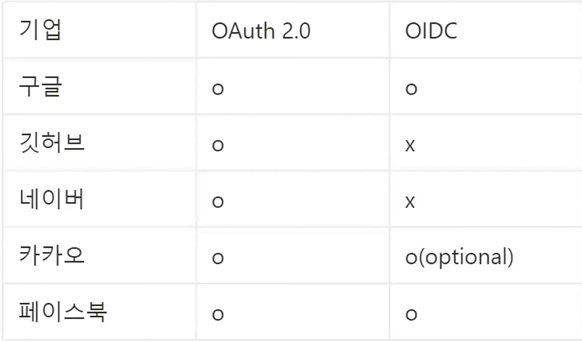 기업 OAuth 2.0 OIDC
구글 o o
깃허브 o x
네이버 o x
카카오 o o(optional)
페이스북 o o